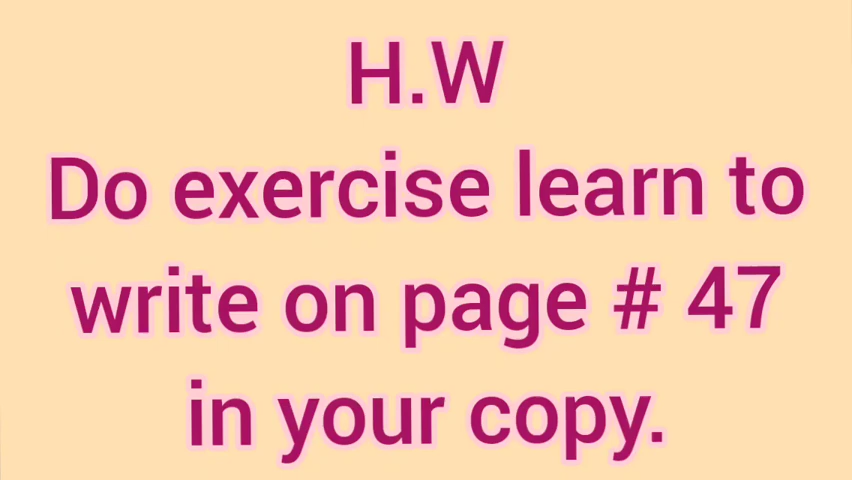 H.W
Do exercise learn to
write on page # 47
in your copy.